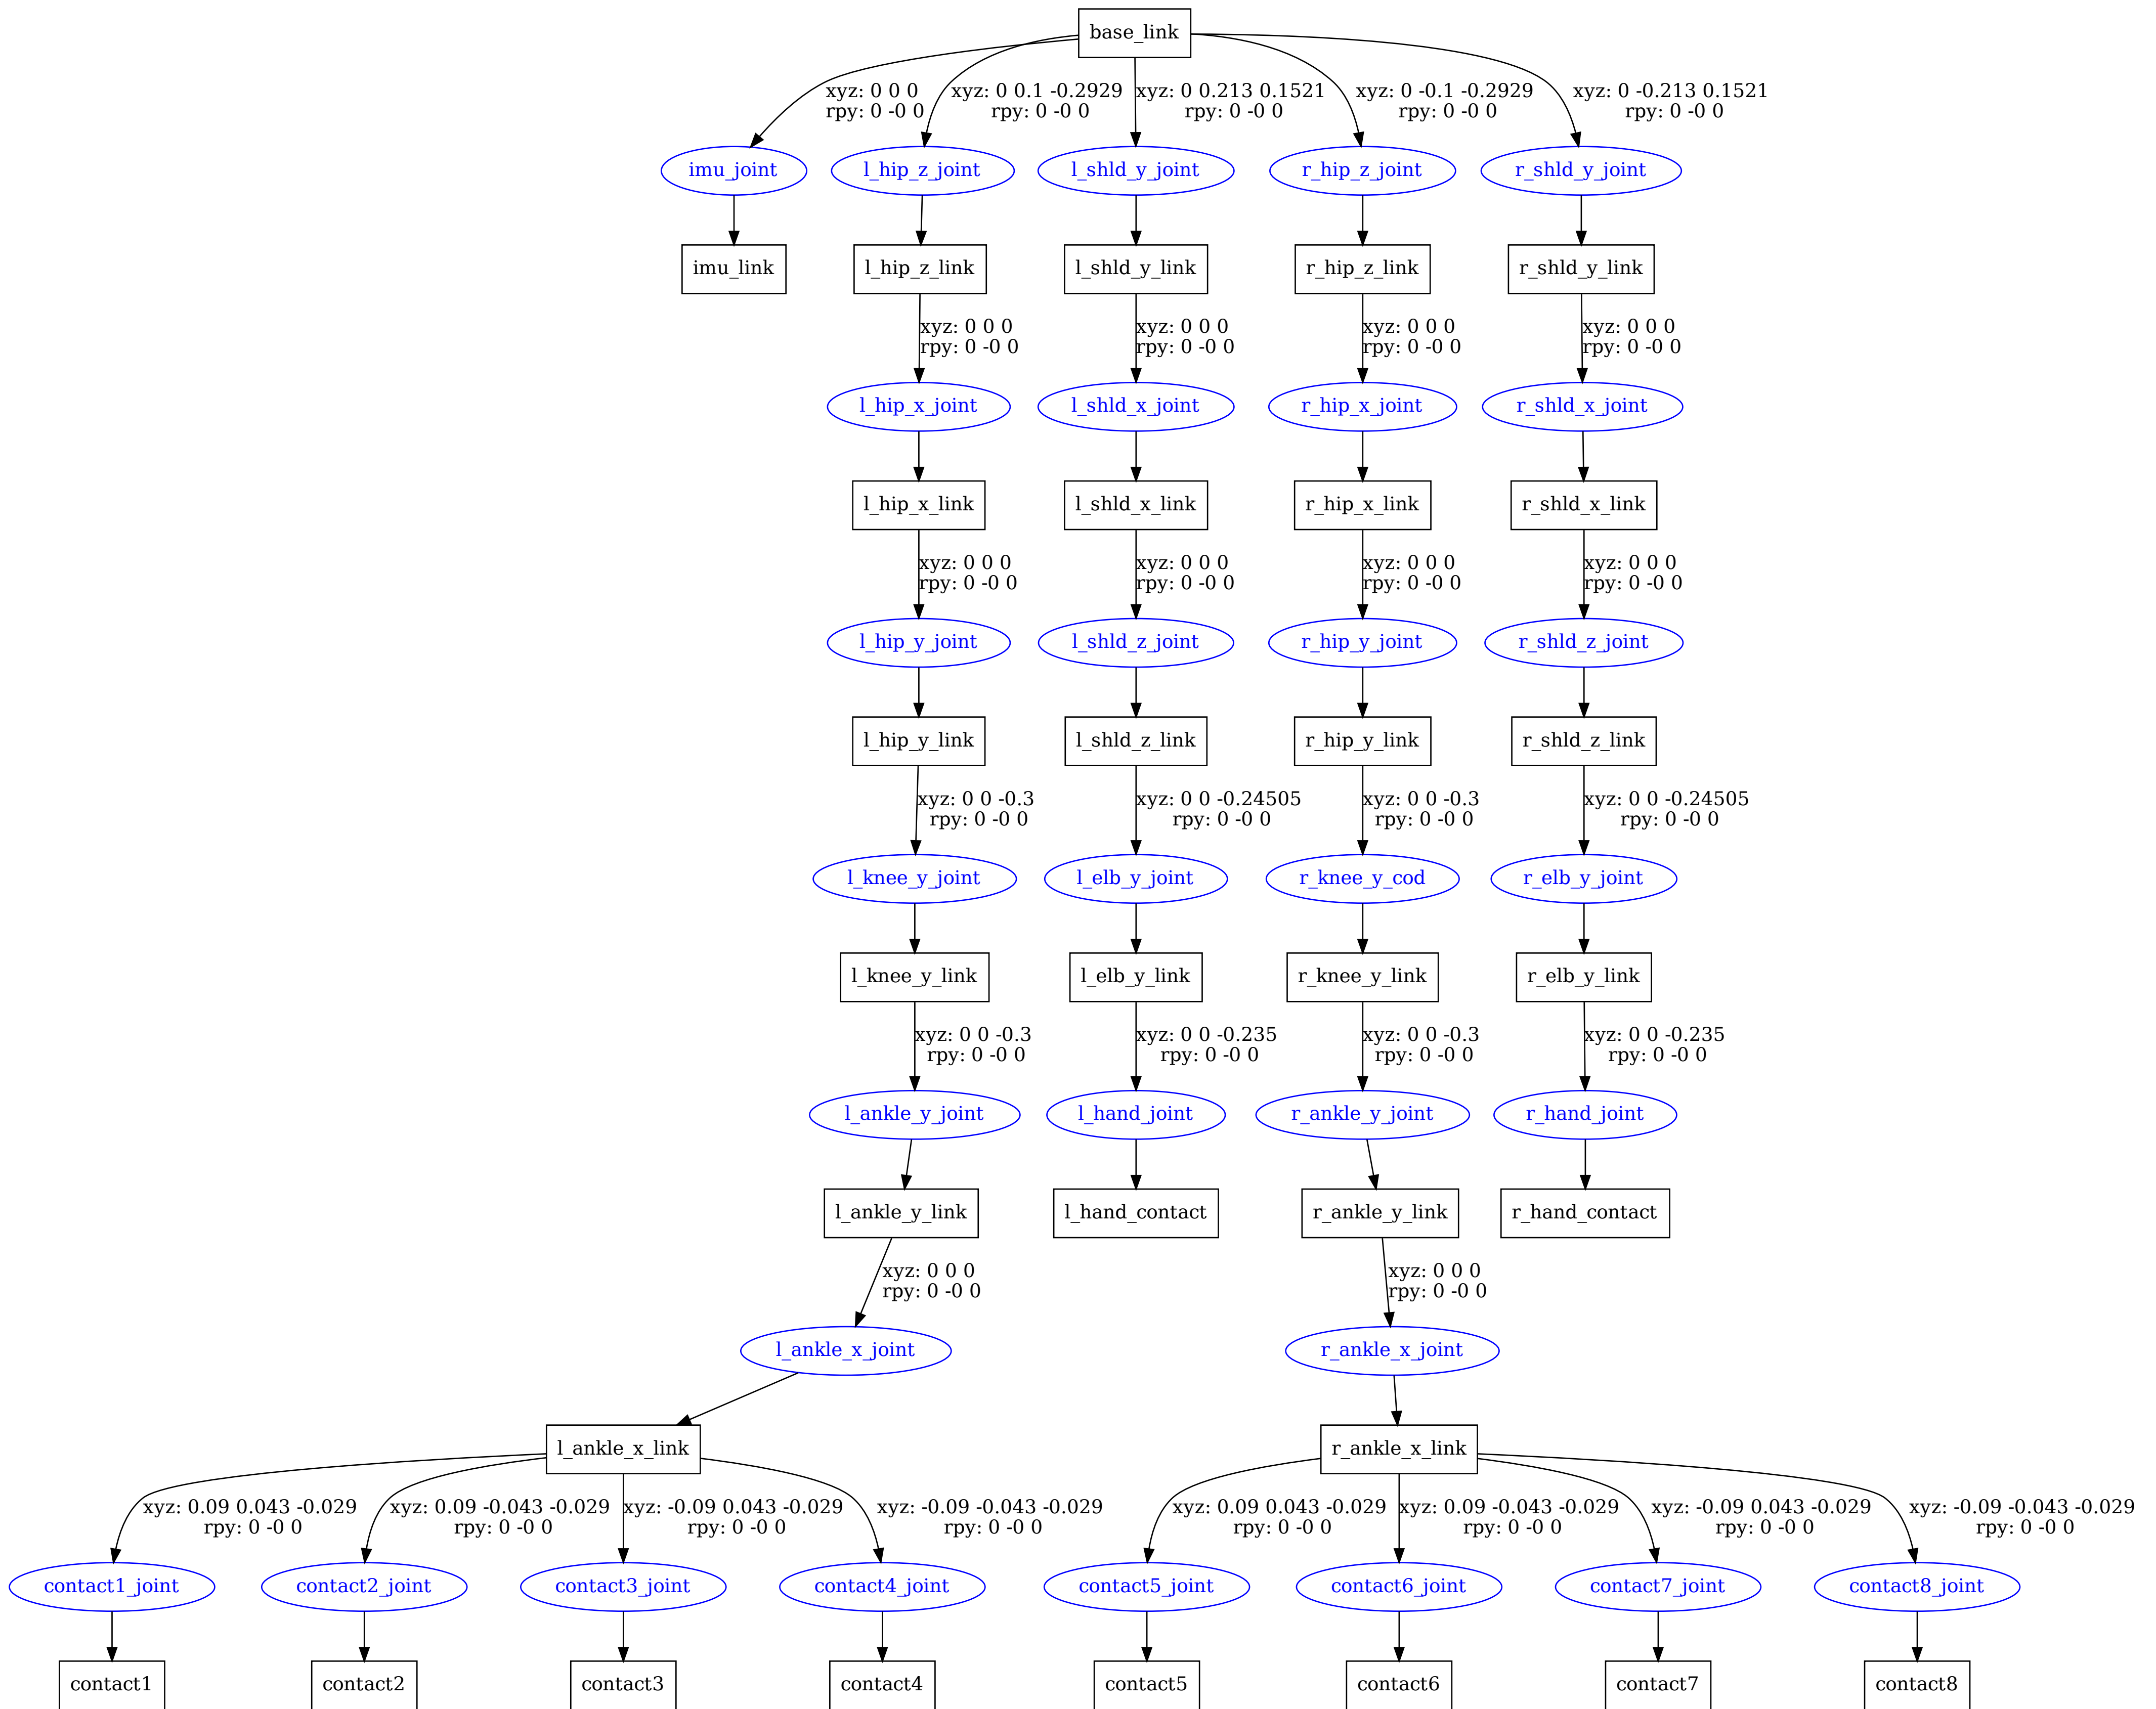 base_link
xyz: 0 0 0
rpy: 0 -0 0
xyz: 0 0.1 -0.2929
rpy: 0 -0 0
xyz: 0 0.213 0.1521
rpy: 0 -0 0
xyz: 0 -0.1 -0.2929
rpy: 0 -0 0
xyz: 0 -0.213 0.1521
rpy: 0 -0 0
imu_joint
l_hip_z_joint
l_shld_y_joint
r_hip_z_joint
r_shld_y_joint
imu_link
l_hip_z_link
l_shld_y_link
r_hip_z_link
r_shld_y_link
xyz: 0 0 0
rpy: 0 -0 0
xyz: 0 0 0
rpy: 0 -0 0
xyz: 0 0 0
rpy: 0 -0 0
xyz: 0 0 0
rpy: 0 -0 0
l_hip_x_joint
l_shld_x_joint
r_hip_x_joint
r_shld_x_joint
l_hip_x_link
l_shld_x_link
r_hip_x_link
r_shld_x_link
xyz: 0 0 0
rpy: 0 -0 0
xyz: 0 0 0
rpy: 0 -0 0
xyz: 0 0 0
rpy: 0 -0 0
xyz: 0 0 0
rpy: 0 -0 0
l_hip_y_joint
l_shld_z_joint
r_hip_y_joint
r_shld_z_joint
l_hip_y_link
l_shld_z_link
r_hip_y_link
r_shld_z_link
xyz: 0 0 -0.3
rpy: 0 -0 0
xyz: 0 0 -0.24505
rpy: 0 -0 0
xyz: 0 0 -0.3
rpy: 0 -0 0
xyz: 0 0 -0.24505
rpy: 0 -0 0
l_knee_y_joint
l_elb_y_joint
r_knee_y_cod
r_elb_y_joint
l_knee_y_link
l_elb_y_link
r_knee_y_link
r_elb_y_link
xyz: 0 0 -0.3
rpy: 0 -0 0
xyz: 0 0 -0.235
rpy: 0 -0 0
xyz: 0 0 -0.3
rpy: 0 -0 0
xyz: 0 0 -0.235
rpy: 0 -0 0
l_ankle_y_joint
l_hand_joint
r_ankle_y_joint
r_hand_joint
l_ankle_y_link
l_hand_contact
r_ankle_y_link
r_hand_contact
xyz: 0 0 0
rpy: 0 -0 0
xyz: 0 0 0
rpy: 0 -0 0
l_ankle_x_joint
r_ankle_x_joint
l_ankle_x_link
r_ankle_x_link
xyz: 0.09 0.043 -0.029
rpy: 0 -0 0
xyz: 0.09 -0.043 -0.029
rpy: 0 -0 0
xyz: -0.09 0.043 -0.029
rpy: 0 -0 0
xyz: -0.09 -0.043 -0.029
rpy: 0 -0 0
xyz: 0.09 0.043 -0.029
rpy: 0 -0 0
xyz: 0.09 -0.043 -0.029
rpy: 0 -0 0
xyz: -0.09 0.043 -0.029
rpy: 0 -0 0
xyz: -0.09 -0.043 -0.029
rpy: 0 -0 0
contact1_joint
contact2_joint
contact3_joint
contact4_joint
contact5_joint
contact6_joint
contact7_joint
contact8_joint
contact1
contact2
contact3
contact4
contact5
contact6
contact7
contact8